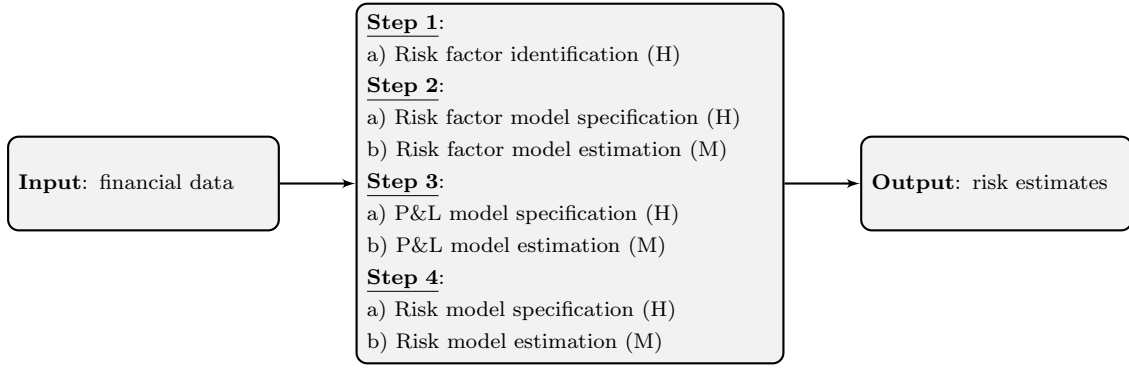 Input: financial data
Step 1:
a) Risk factor identification (H)
Step 2:
a) Risk factor model specification (H)
b) Risk factor model estimation (M)
Step 3:
a) P&L model specification (H)
b) P&L model estimation (M)
Step 4:
a) Risk model specification (H)
b) Risk model estimation (M)
Output: risk estimates